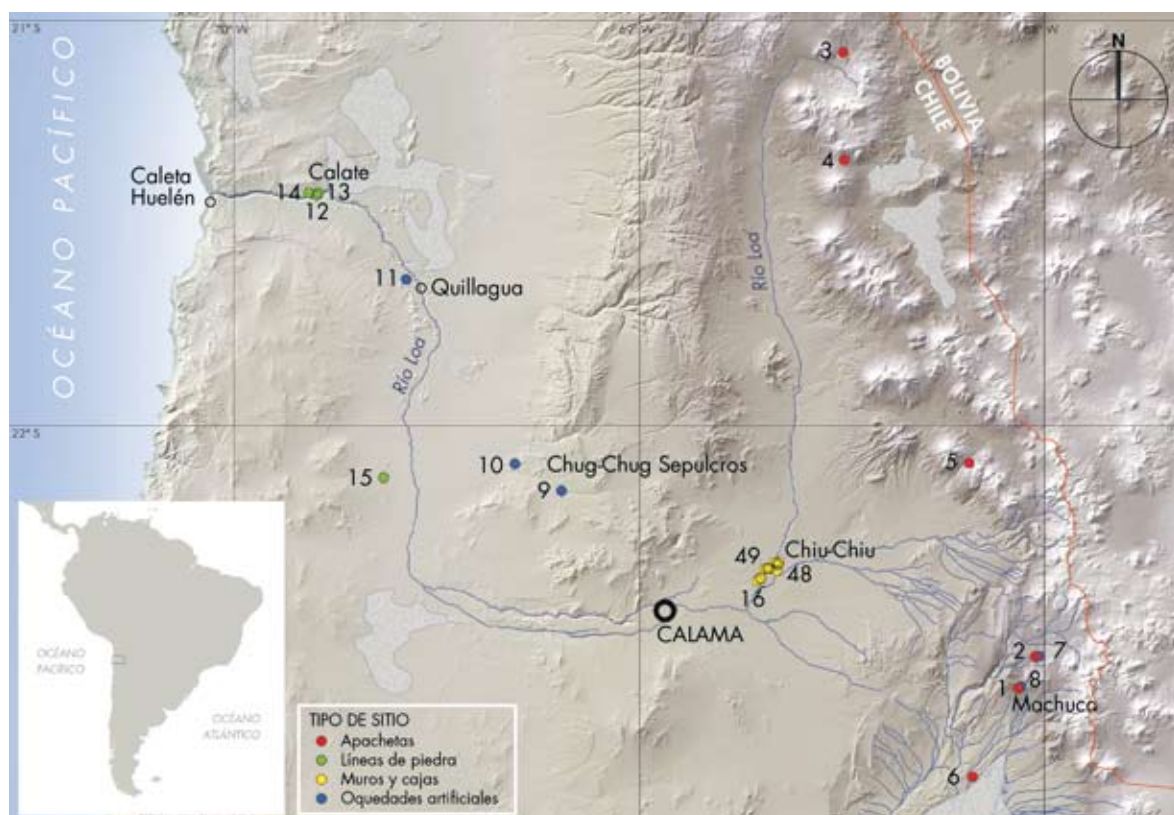 21° S
70° W
69° W
68° W
N
3
BOLIVIA
CHILE
OCÉANO PACÍFICO
4
Calate
Caleta
Huelén
14
13
12
Río Loa
11
Quillagua
Río Loa
22° S
10
Chug-Chug Sepulcros
5
15
9
49
Chiu-Chiu
48
16
CALAMA
2
7
1
8
Machuca
6
OCÉANO
PACÍFICO
OCÉANO
ATLÁNTICO
TIPO DE SITIO
Apachetas
Líneas de piedra
Muros y cajas
Oquedades artificiales